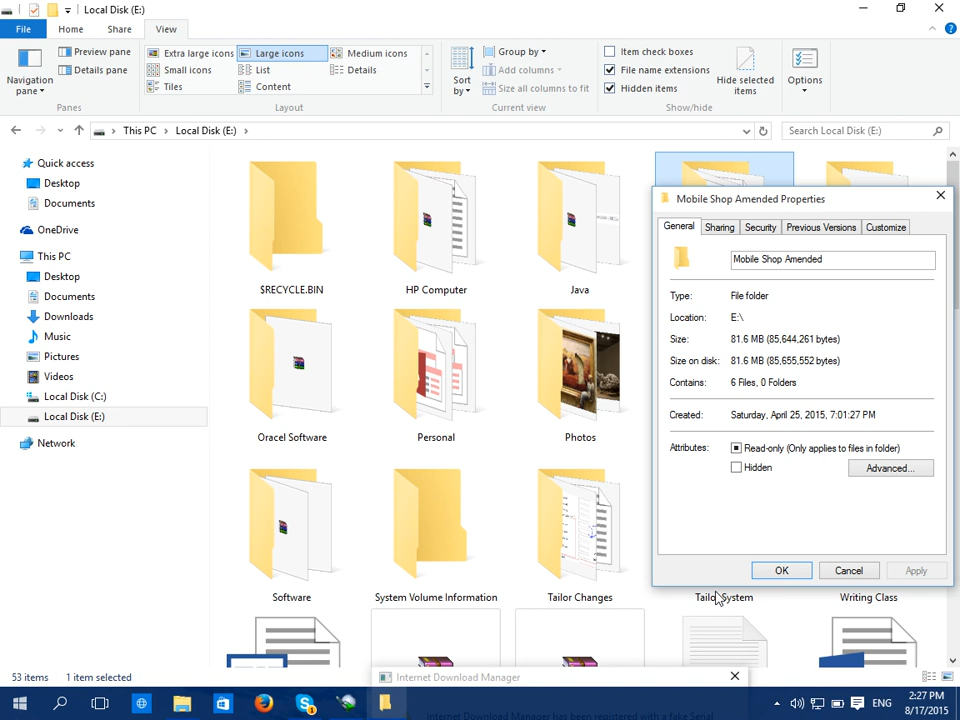 Local Disk (E:)
File
Home
Share
View
Navigation pane
Preview pane
Details pane
Panes
Extra large icons
Large icons
Medium icons
Small icons
List
Details
Tiles
Content
Layout
Sort by
Group by
Add columns
Size all columns to fit
Current view
Item check boxes
File name extensions
Hidden items
Hide selected items
Show/hide
Options
This PC
Local Disk (E:)
Search Local Disk (E:)
Quick access
Desktop
Documents
OneDrive
This PC
Desktop
Documents
Downloads
Music
Pictures
Videos
Local Disk (C:)
Local Disk (E:)
Network
$RECYCLE.BIN
HP Computer
Java
Oracel Software
Personal
Photos
Software
System Volume Information
Tailor Changes
Tailor System
Writing Class
Mobile Shop Amended Properties
General
Sharing
Security
Previous Versions
Customize
Mobile Shop Amended
Type: File folder
Location: E:\
Size: 81.6 MB (85,644,261 bytes)
Size on disk: 81.6 MB (85,655,552 bytes)
Contains: 6 Files, 0 Folders
Created: Saturday, April 25, 2015, 7:01:27 PM
Attributes: Read-only (Only applies to files in folder)
Hidden
Advanced...
OK
Cancel
Apply
53 items
1 item selected
Internet Download Manager
Internet Download Manager has been registered with a fake Serial
ENG
2:27 PM
8/17/2015